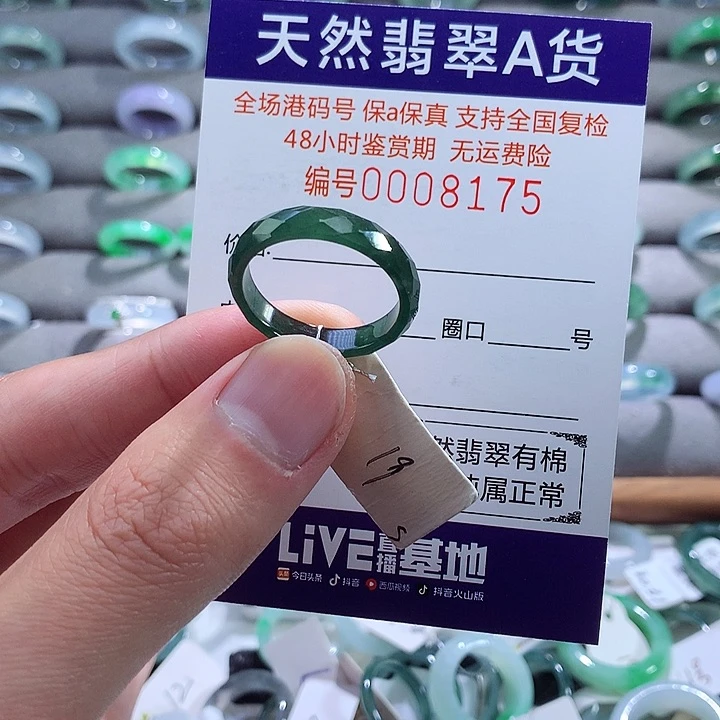 天然翡翠A货
全场港码号 保a保真 支持全国复检
48小时鉴赏期 无运费险
编号0008175
圈口 号
19
然翡翠有棉
属正常
LiVE直播基地
今日头条 抖音 西瓜视频 抖音火山版